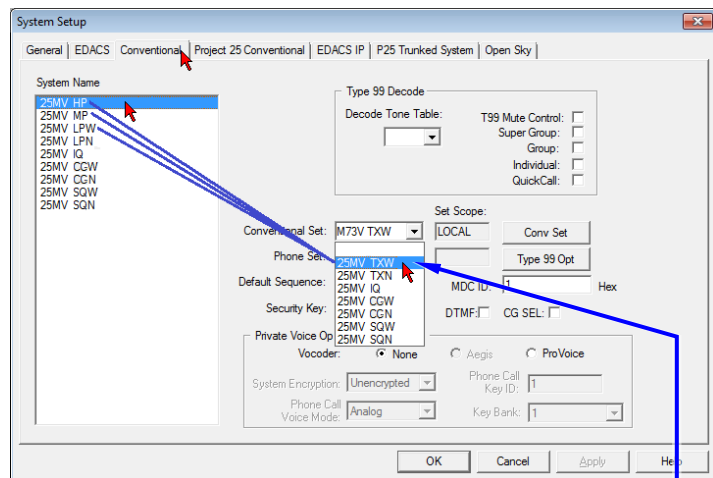 System Setup
General EDACS Conventional Project 25 Conventional EDACS IP P25 Trunked System Open Sky
System Name
25MV HP
25MV MP
25MV LPW
25MV LPN
25MV IQ
25MV CGW
25MV CGN
25MV SQW
25MV SQN
Type 99 Decode
Decode Tone Table:
T99 Mute Control:
Super Group:
Group:
Individual:
QuickCall:
Set Scope:
Conventional Set: M73V TXW LOCAL Conv Set
Phone Set: Type 99 Opt
25MV TXW
25MV TXN
25MV IQ
25MV CGW
25MV CGN
25MV SQW
25MV SQN
Default Sequence: MDC ID: 1 Hex
Security Key: DTMF: CG SEL:
Private Voice Op
Vocoder: None Aegis ProVoice
System Encryption: Unencrypted Phone Call Key ID: 1
Phone Call Voice Mode: Analog Key Bank: 1
OK Cancel Apply Help